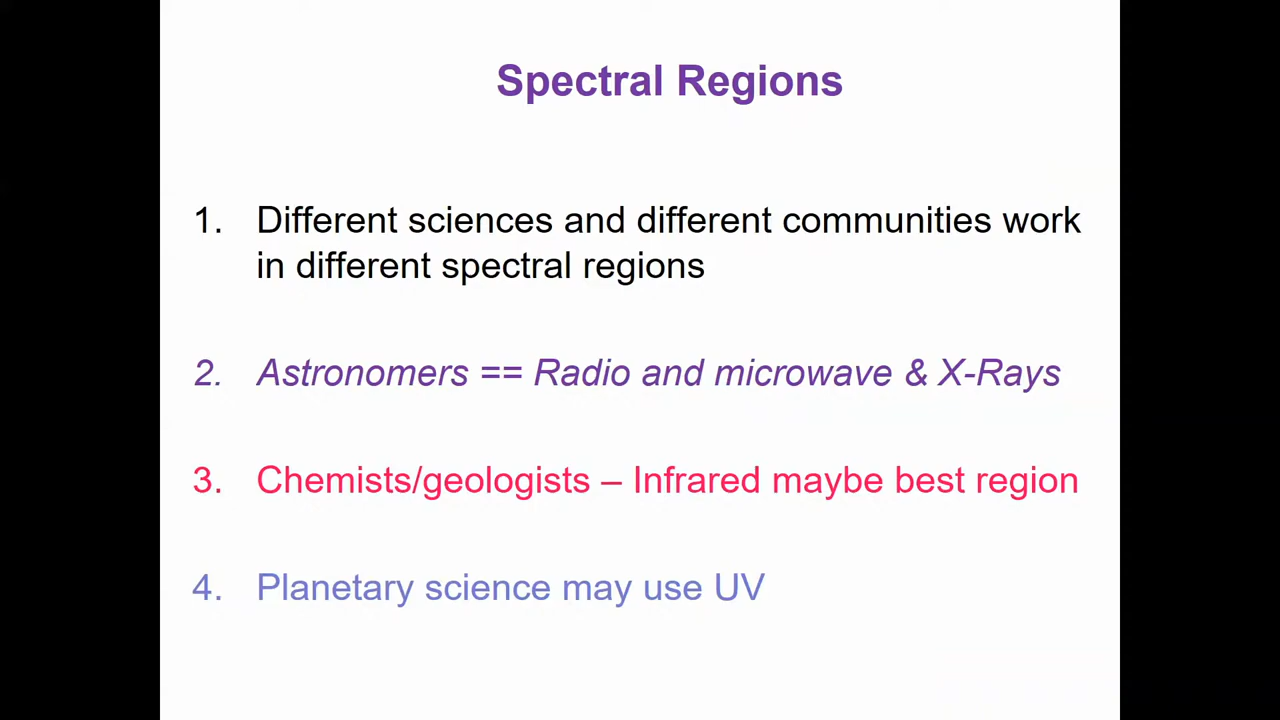 Spectral Regions
1. Different sciences and different communities work
in different spectral regions
2. Astronomers == Radio and microwave & X-Rays
3. Chemists/geologists – Infrared maybe best region
4. Planetary science may use UV